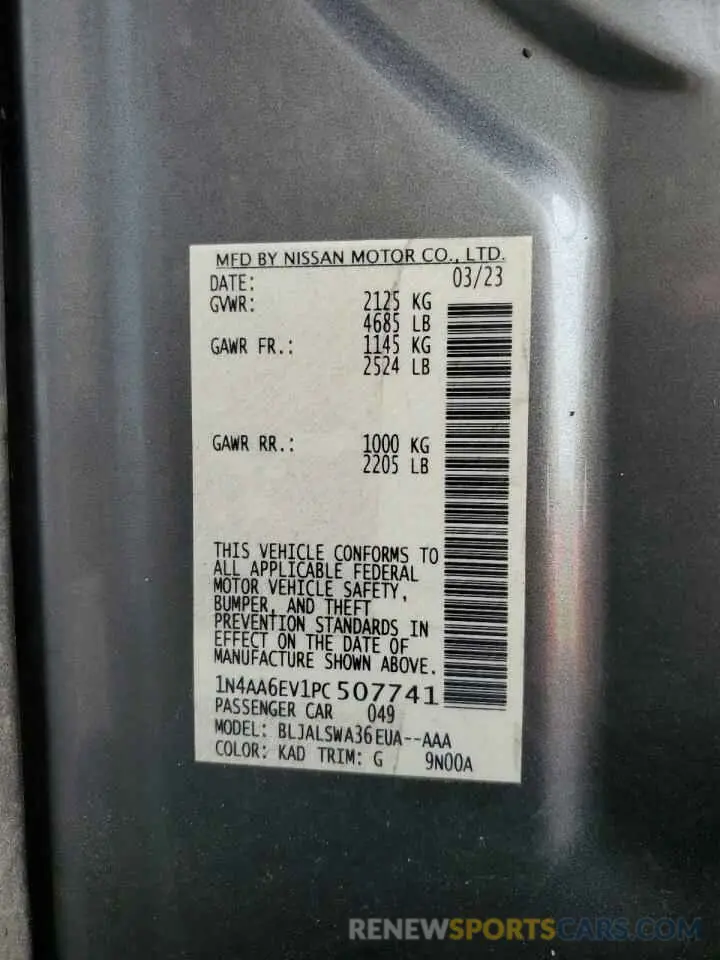 MFD BY NISSAN MOTOR CO., LTD.
DATE: 03/23
GVWR: 2125 KG
4685 LB
GAWR FR.: 1145 KG
2524 LB
GAWR RR.: 1000 KG
2205 LB
THIS VEHICLE CONFORMS TO
ALL APPLICABLE FEDERAL
MOTOR VEHICLE SAFETY,
BUMPER, AND THEFT
PREVENTION STANDARDS IN
EFFECT ON THE DATE OF
MANUFACTURE SHOWN ABOVE.
1N4AA6EV1PC507741
PASSENGER CAR 049
MODEL: BLJALSWA36EUA--AAA
COLOR: KAD TRIM: G 9N00A
RENEWSPORTSCARS.COM